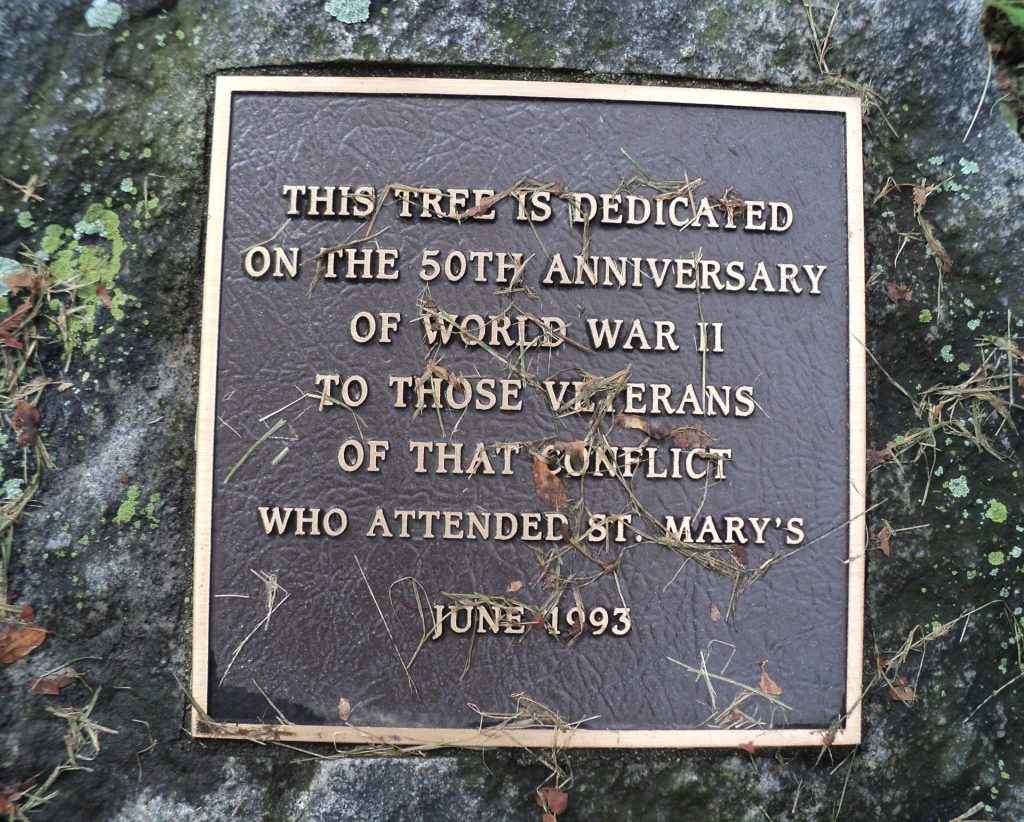 THIS TREE IS DEDICATED
ON THE 50TH ANNIVERSARY
OF WORLD WAR II
TO THOSE VETERANS
OF THAT CONFLICT
WHO ATTENDED ST. MARY'S
JUNE 1993